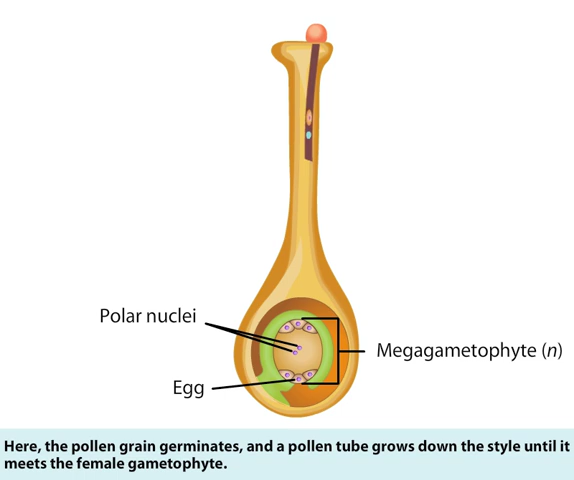 Polar nuclei
Megagametophyte (n)
Egg
Here, the pollen grain germinates, and a pollen tube grows down the style until it
meets the female gametophyte.